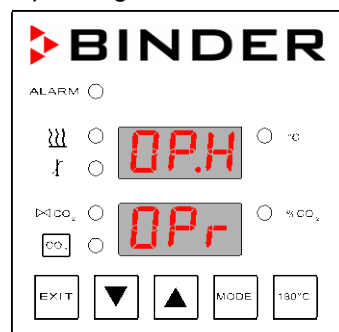 BINDER
ALARM
OP.H
°C
CO₂
OPr
%CO₂
CO₂
EXIT
MODE
180°C